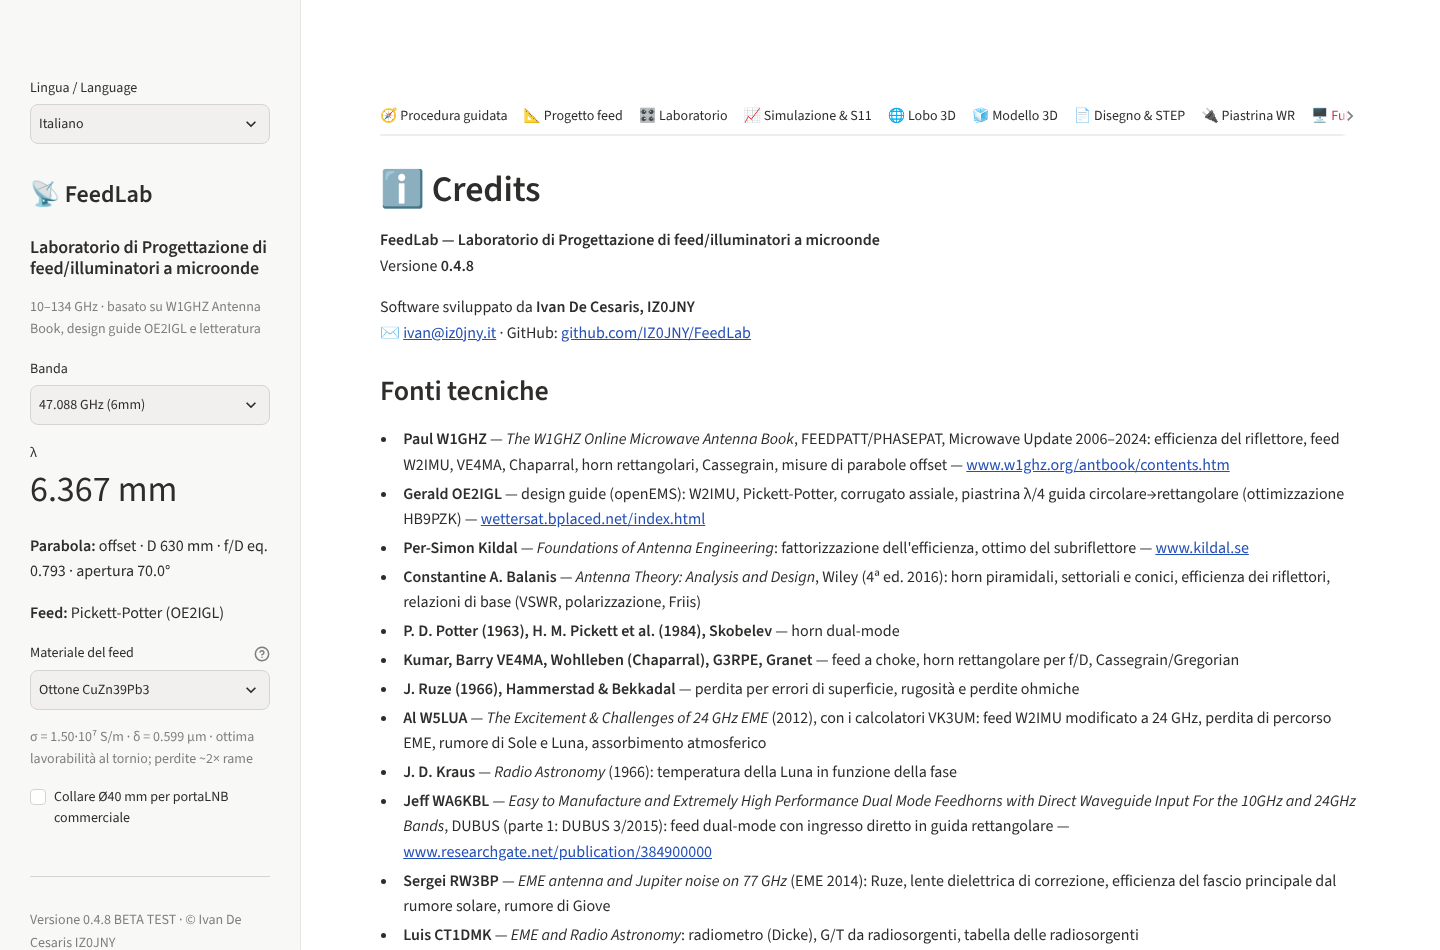 Lingua / Language
Italiano
📡 FeedLab
Laboratorio di Progettazione di
feed/illuminatori a microonde
10–134 GHz · basato su W1GHZ Antenna
Book, design guide OE2IGL e letteratura
Banda
47.088 GHz (6mm)
λ
6.367 mm
Parabola: offset · D 630 mm · f/D eq.
0.793 · apertura 70.0°
Feed: Pickett-Potter (OE2IGL)
Materiale del feed
Ottone CuZn39Pb3
σ = 1.50·10⁷ S/m · δ = 0.599 µm · ottima
lavorabilità al tornio; perdite ~2× rame
Collare Ø40 mm per portaLNB
commerciale
Versione 0.4.8 BETA TEST · © Ivan De
Cesaris IZ0JNY
🧭 Procedura guidata 📐 Progetto feed 🎛️ Laboratorio 📈 Simulazione & S11 🌐 Lobo 3D 🧊 Modello 3D 📄 Disegno & STEP 🔌 Piastrina WR 🖥️ Fu
ℹ️ Credits
FeedLab — Laboratorio di Progettazione di feed/illuminatori a microonde
Versione 0.4.8
Software sviluppato da Ivan De Cesaris, IZ0JNY
✉️ ivan@iz0jny.it · GitHub: github.com/IZ0JNY/FeedLab
Fonti tecniche
• Paul W1GHZ — The W1GHZ Online Microwave Antenna Book, FEEDPATT/PHASEPAT, Microwave Update 2006–2024: efficienza del riflettore, feed
W2IMU, VE4MA, Chaparral, horn rettangolari, Cassegrain, misure di parabole offset — www.w1ghz.org/antbook/contents.htm
• Gerald OE2IGL — design guide (openEMS): W2IMU, Pickett-Potter, corrugato assiale, piastrina λ/4 guida circolare→rettangolare (ottimizzazione
HB9PZK) — wettersat.bplaced.net/index.html
• Per-Simon Kildal — Foundations of Antenna Engineering: fattorizzazione dell'efficienza, ottimo del subriflettore — www.kildal.se
• Constantine A. Balanis — Antenna Theory: Analysis and Design, Wiley (4ª ed. 2016): horn piramidali, settoriali e conici, efficienza dei riflettori,
relazioni di base (VSWR, polarizzazione, Friis)
• P. D. Potter (1963), H. M. Pickett et al. (1984), Skobelev — horn dual-mode
• Kumar, Barry VE4MA, Wohlleben (Chaparral), G3RPE, Granet — feed a choke, horn rettangolare per f/D, Cassegrain/Gregorian
• J. Ruze (1966), Hammerstad & Bekkadal — perdita per errori di superficie, rugosità e perdite ohmiche
• Al W5LUA — The Excitement & Challenges of 24 GHz EME (2012), con i calcolatori VK3UM: feed W2IMU modificato a 24 GHz, perdita di percorso
EME, rumore di Sole e Luna, assorbimento atmosferico
• J. D. Kraus — Radio Astronomy (1966): temperatura della Luna in funzione della fase
• Jeff WA6KBL — Easy to Manufacture and Extremely High Performance Dual Mode Feedhorns with Direct Waveguide Input For the 10GHz and 24GHz
Bands, DUBUS (parte 1: DUBUS 3/2015): feed dual-mode con ingresso diretto in guida rettangolare —
www.researchgate.net/publication/384900000
• Sergei RW3BP — EME antenna and Jupiter noise on 77 GHz (EME 2014): Ruze, lente dielettrica di correzione, efficienza del fascio principale dal
rumore solare, rumore di Giove
• Luis CT1DMK — EME and Radio Astronomy: radiometro (Dicke), G/T da radiosorgenti, tabella delle radiosorgenti